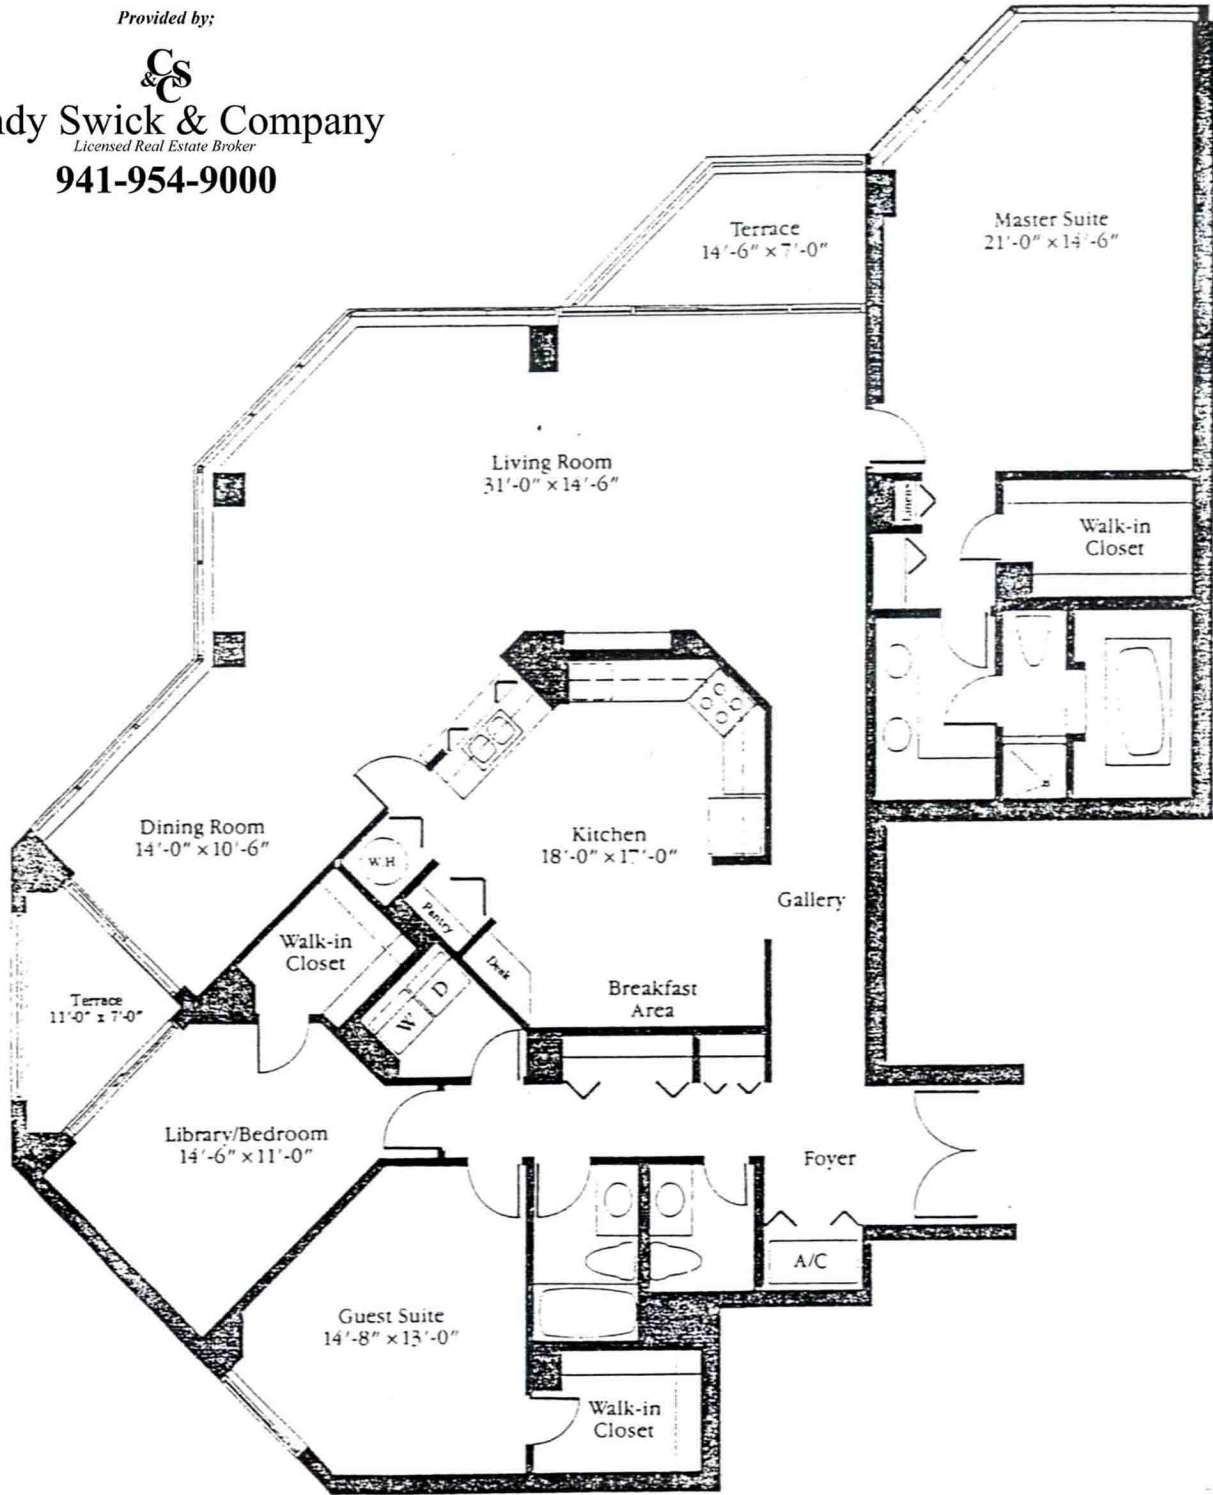 Provided by;
C S
& C
dy Swick & Company
Licensed Real Estate Broker
941-954-9000
Terrace
14'-6" × 7'-0"
Master Suite
21'-0" × 14'-6"
Living Room
31'-0" × 14'-6"
Linens
Walk-in
Closet
Dining Room
14'-0" × 10'-6"
W.H
Kitchen
18'-0" × 17'-0"
Gallery
Pantry
Desk
Walk-in
Closet
Breakfast
Area
Terrace
11'-0" x 7'-0"
W
D
Library/Bedroom
14'-6" × 11'-0"
Foyer
A/C
Guest Suite
14'-8" × 13'-0"
Walk-in
Closet